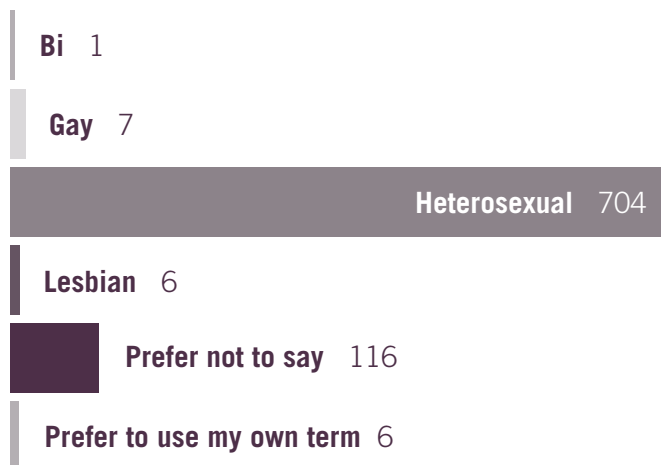 Bi 1
Gay 7
Heterosexual 704
Lesbian 6
Prefer not to say 116
Prefer to use my own term 6